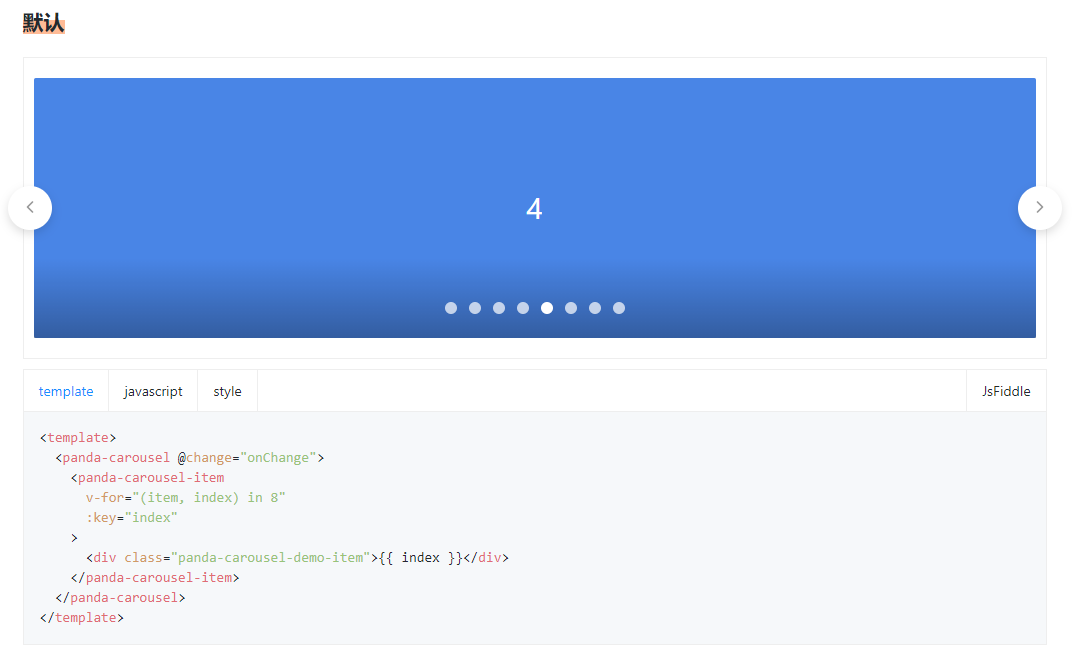 默认
4
template javascript style JsFiddle
<template>
  <panda-carousel @change="onChange">
    <panda-carousel-item
      v-for="(item, index) in 8"
      :key="index"
    >
      <div class="panda-carousel-demo-item">{{ index }}</div>
    </panda-carousel-item>
  </panda-carousel>
</template>